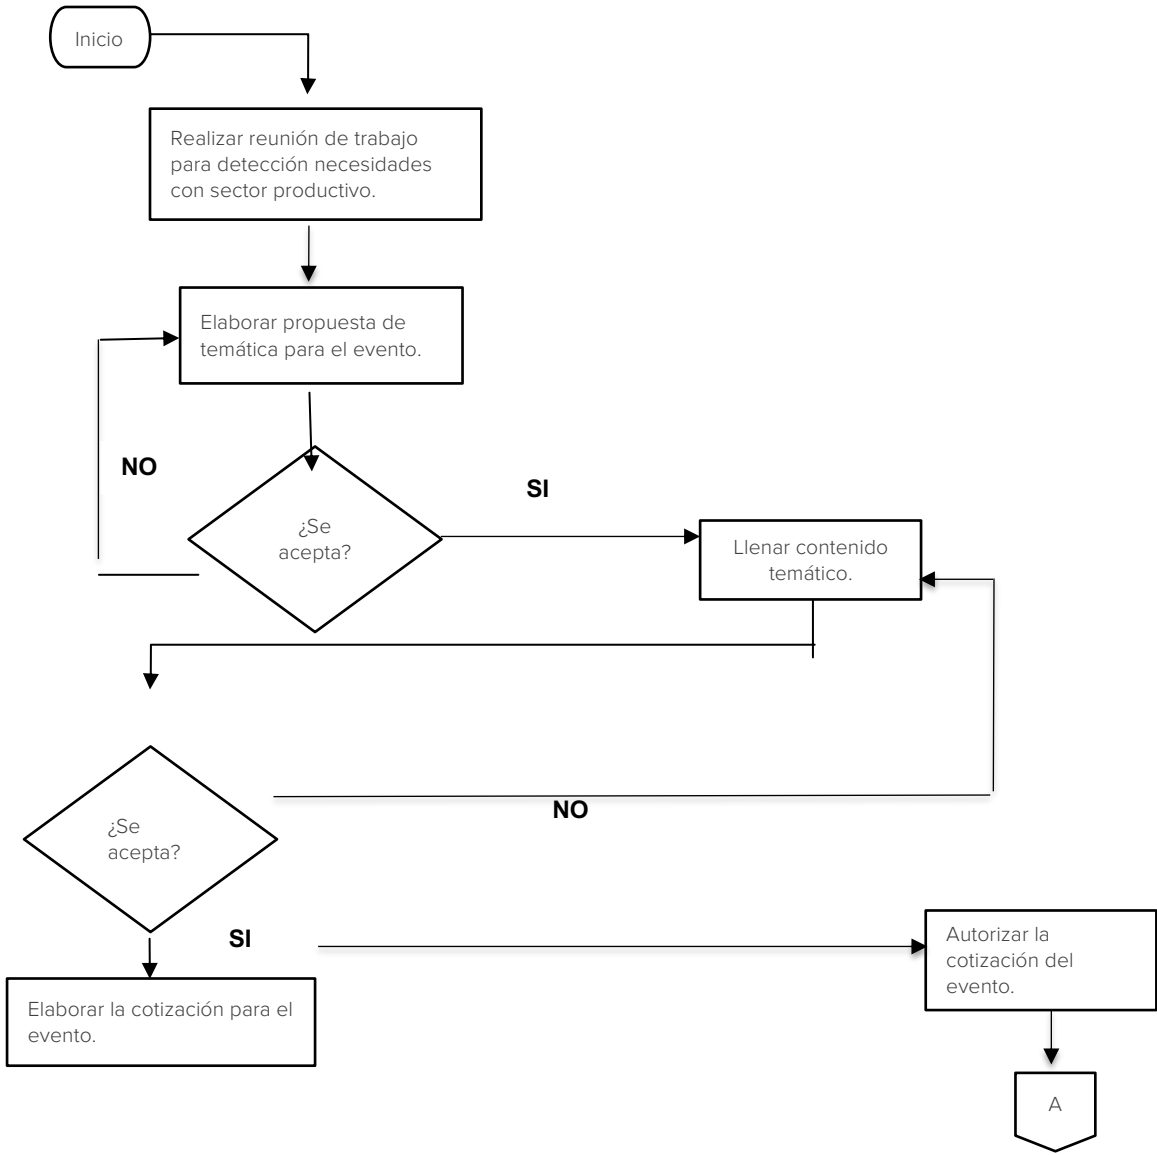 Inicio
Realizar reunión de trabajo
para detección necesidades
con sector productivo.
Elaborar propuesta de
temática para el evento.
NO
SI
¿Se
acepta?
Llenar contenido
temático.
NO
¿Se
acepta?
SI
Autorizar la
cotización del
evento.
Elaborar la cotización para el
evento.
A